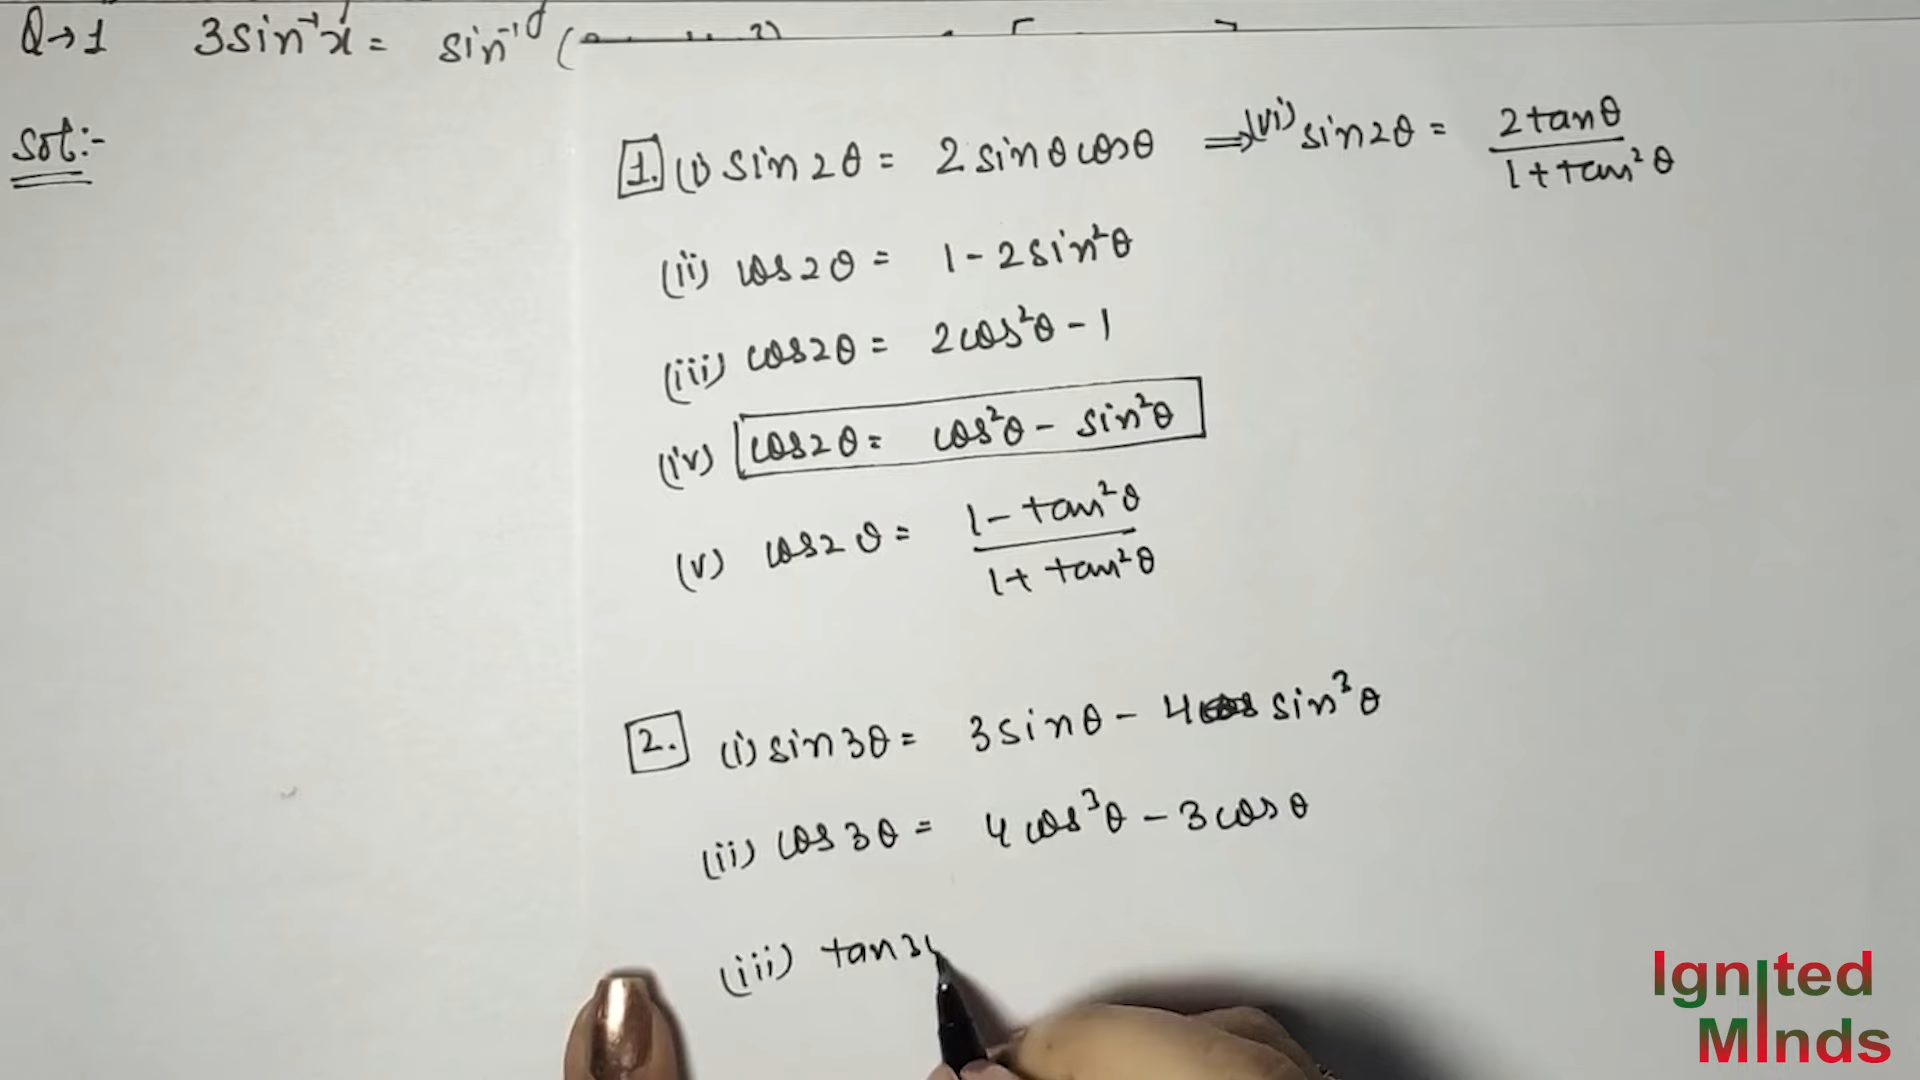 Q→1 3sin⁻¹x = sin⁻¹(
Sol:-
1. (i) sin2θ = 2sinθcosθ ⇒ (vi) sin2θ = 2tanθ / 1+tan²θ
(ii) cos2θ = 1-2sin²θ
(iii) cos2θ = 2cos²θ-1
(iv) cos2θ = cos²θ - sin²θ
(v) cos2θ = 1-tan²θ / 1+tan²θ
2. (i) sin3θ = 3sinθ - 4 sin³θ
(ii) cos3θ = 4cos³θ - 3cosθ
(iii) tan3
Ignited
Minds